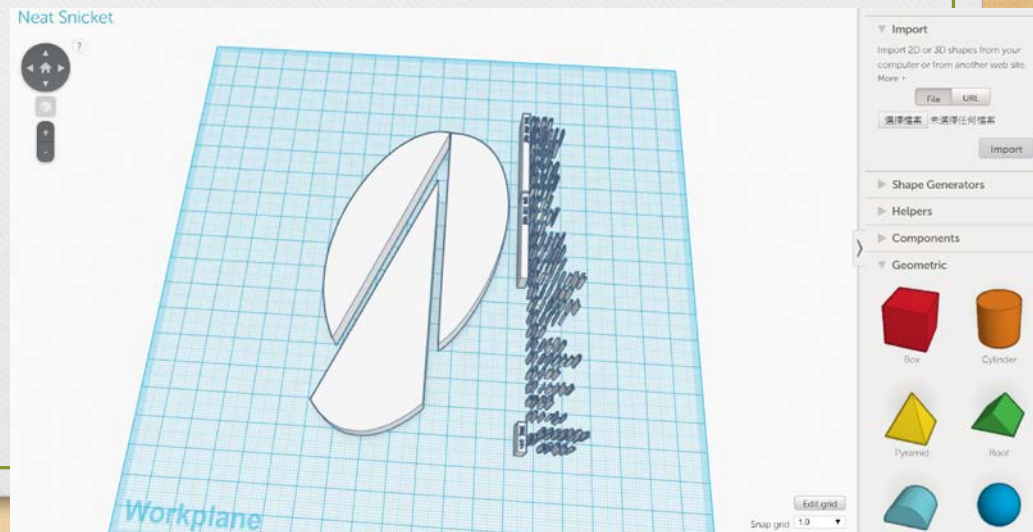 Neat Snicket
?
+
-
Workplane
Edit grid
Snap grid 1.0
Import
Import 2D or 3D shapes from your
computer or from another web site.
More
File URL
選擇檔案 未選擇任何檔案
Import
Shape Generators
Helpers
Components
Geometric
Box Cylinder
Pyramid Roof